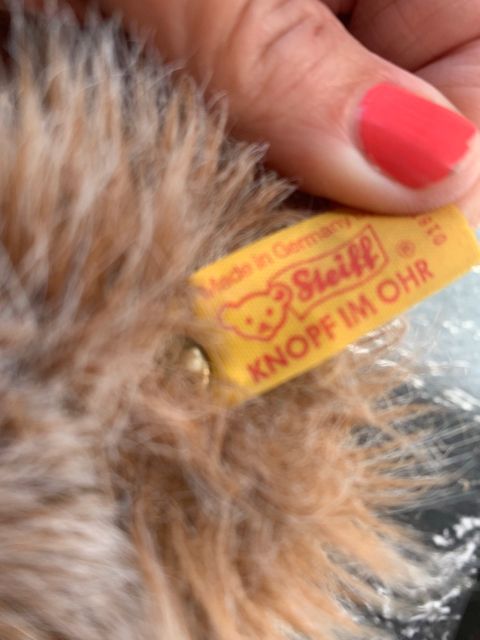 Made in Germany
Steiff ®
KNOPF IM OHR